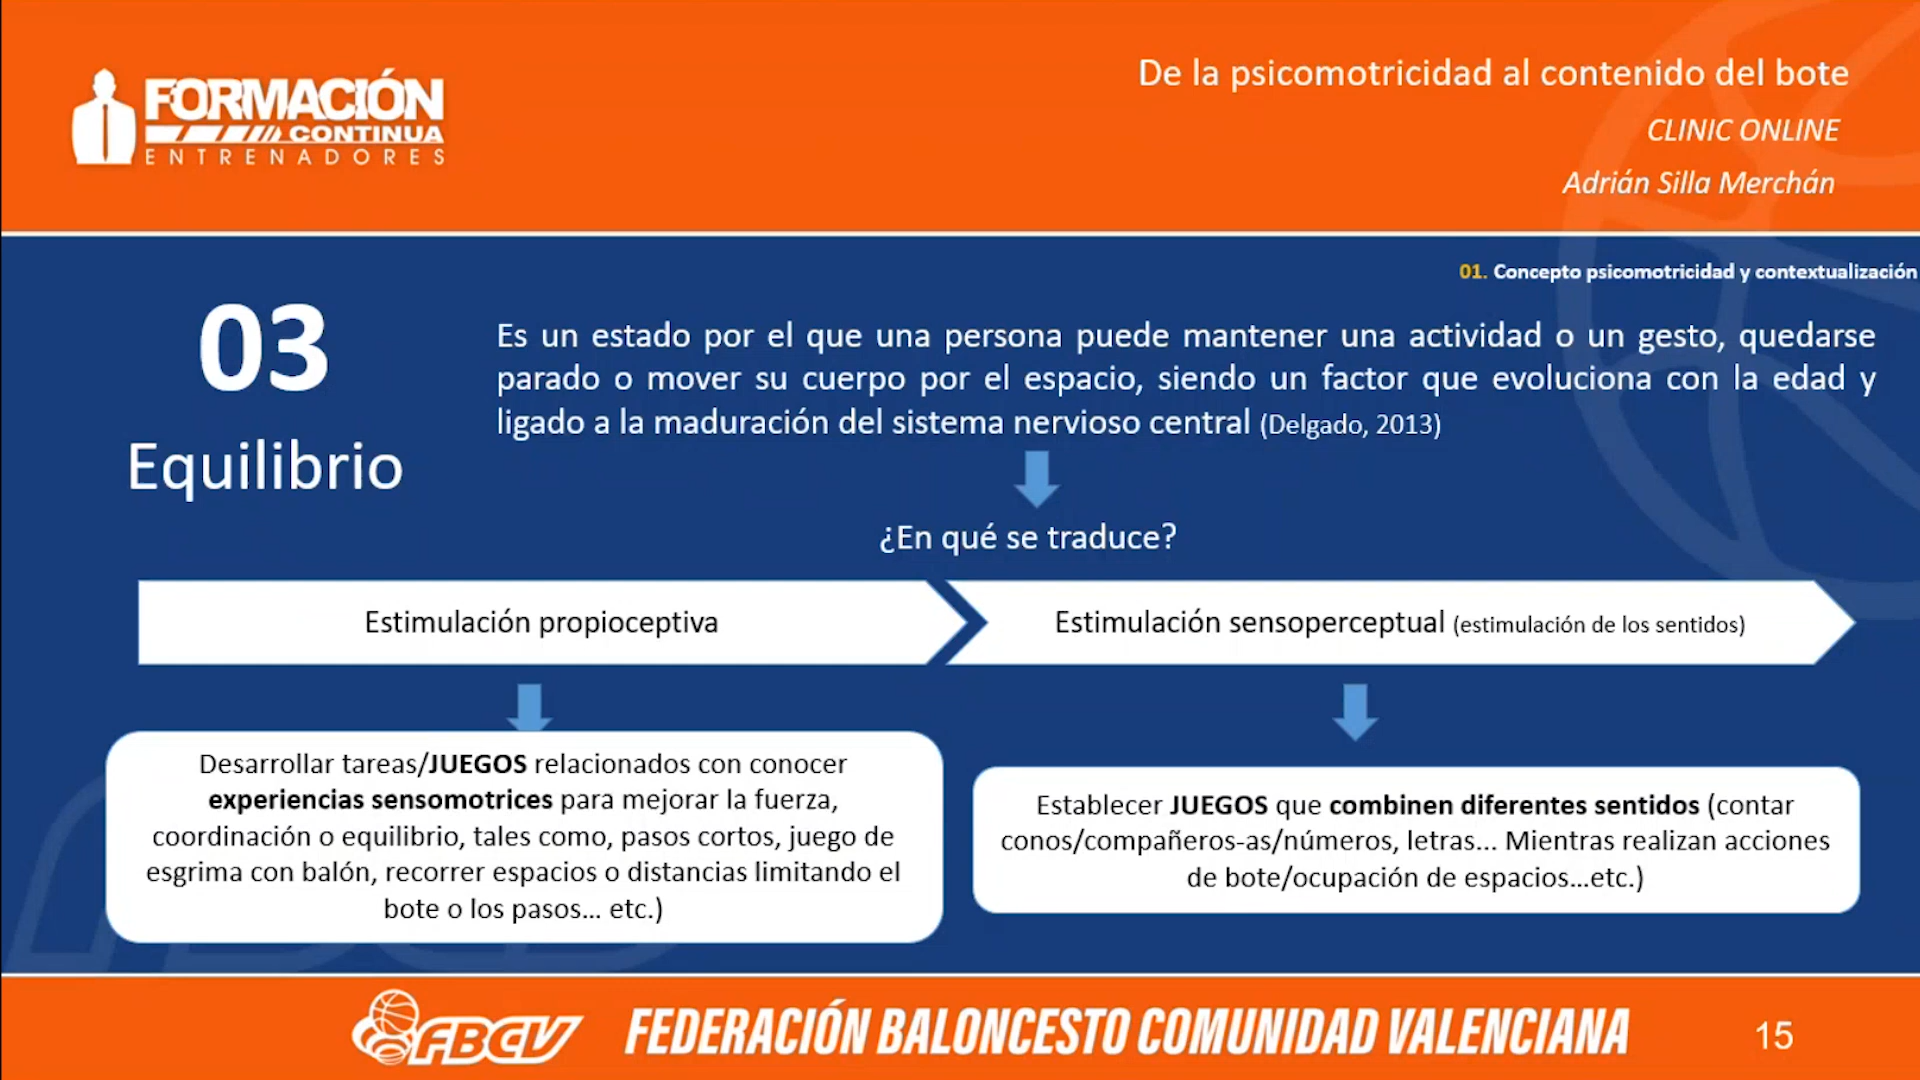 FORMACIÓN
CONTINUA
ENTRENADORES
De la psicomotricidad al contenido del bote
CLINIC ONLINE
Adrián Silla Merchán
01. Concepto psicomotricidad y contextualización
03
Equilibrio
Es un estado por el que una persona puede mantener una actividad o un gesto, quedarse
parado o mover su cuerpo por el espacio, siendo un factor que evoluciona con la edad y
ligado a la maduración del sistema nervioso central (Delgado, 2013)
¿En qué se traduce?
Estimulación propioceptiva
Estimulación sensoperceptual (estimulación de los sentidos)
Desarrollar tareas/JUEGOS relacionados con conocer
experiencias sensomotrices para mejorar la fuerza,
coordinación o equilibrio, tales como, pasos cortos, juego de
esgrima con balón, recorrer espacios o distancias limitando el
bote o los pasos... etc.)
Establecer JUEGOS que combinen diferentes sentidos (contar
conos/compañeros-as/números, letras... Mientras realizan acciones
de bote/ocupación de espacios...etc.)
FBCV
FEDERACIÓN BALONCESTO COMUNIDAD VALENCIANA
15